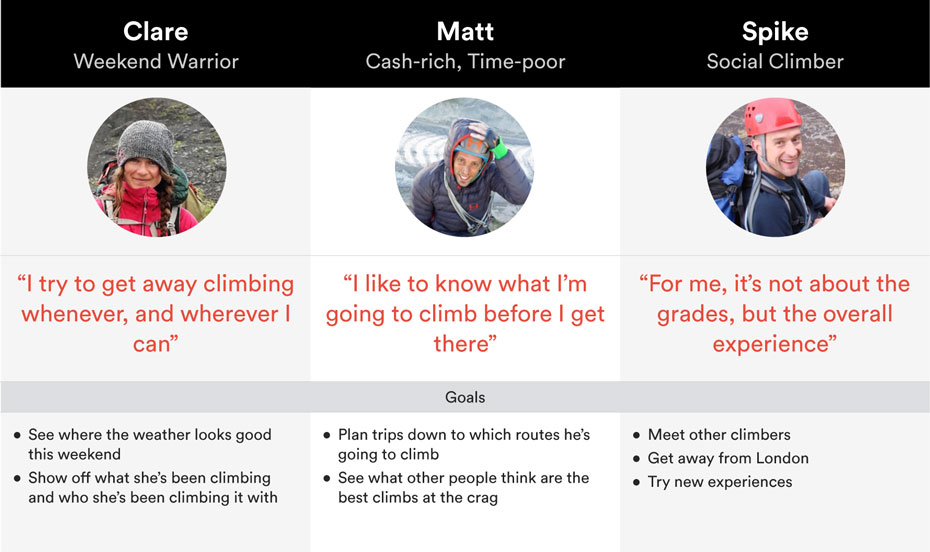 Clare
Weekend Warrior
Matt
Cash-rich, Time-poor
Spike
Social Climber
“I try to get away climbing
whenever, and wherever I
can”
“I like to know what I’m
going to climb before I get
there”
“For me, it’s not about the
grades, but the overall
experience”
Goals
● See where the weather looks good
this weekend
● Show off what she’s been climbing
and who she’s been climbing it with
● Plan trips down to which routes he’s
going to climb
● See what other people think are the
best climbs at the crag
● Meet other climbers
● Get away from London
● Try new experiences